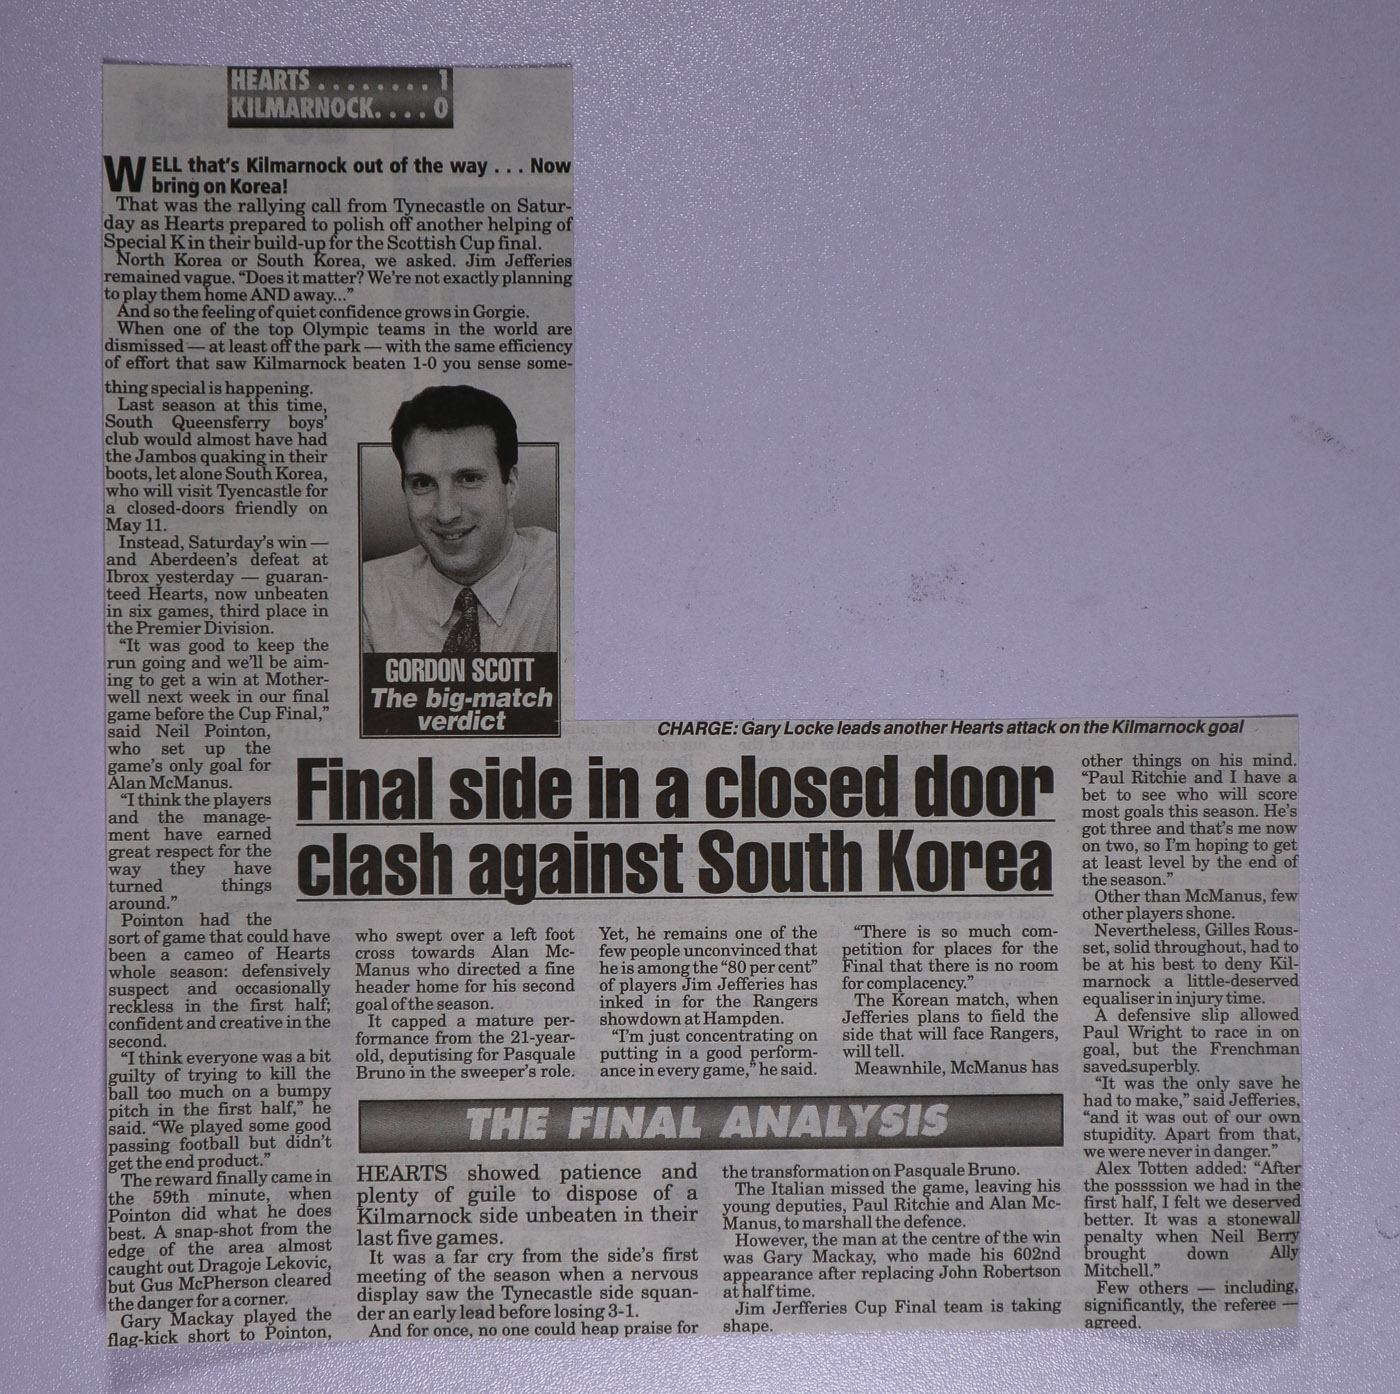 HEARTS . . . . . . . . 1
KILMARNOCK. . . . 0
WELL that's Kilmarnock out of the way . . . Now
bring on Korea!
That was the rallying call from Tynecastle on Satur-
day as Hearts prepared to polish off another helping of
Special K in their build-up for the Scottish Cup final.
North Korea or South Korea, we asked. Jim Jefferies
remained vague. “Does it matter? We're not exactly planning
to play them home AND away...”
And so the feeling of quiet confidence grows in Gorgie.
When one of the top Olympic teams in the world are
dismissed — at least off the park — with the same efficiency
of effort that saw Kilmarnock beaten 1-0 you sense some-
thing special is happening.
Last season at this time,
South Queensferry boys'
club would almost have had
the Jambos quaking in their
boots, let alone South Korea,
who will visit Tyencastle for
a closed-doors friendly on
May 11.
Instead, Saturday's win —
and Aberdeen's defeat at
Ibrox yesterday — guaran-
teed Hearts, now unbeaten
in six games, third place in
the Premier Division.
“It was good to keep the
run going and we'll be aim-
ing to get a win at Mother-
well next week in our final
game before the Cup Final,”
said Neil Pointon,
who set up the
game's only goal for
Alan McManus.
“I think the players
and the manage-
ment have earned
great respect for the
way they have
turned things
around.”
Pointon had the
sort of game that could have
been a cameo of Hearts
whole season: defensively
suspect and occasionally
reckless in the first half;
confident and creative in the
second.
“I think everyone was a bit
guilty of trying to kill the
ball too much on a bumpy
pitch in the first half,” he
said. “We played some good
passing football but didn't
get the end product.”
The reward finally came in
the 59th minute, when
Pointon did what he does
best. A snap-shot from the
edge of the area almost
caught out Dragoje Lekovic,
but Gus McPherson cleared
the danger for a corner.
Gary Mackay played the
flag-kick short to Pointon,
GORDON SCOTT
The big-match
verdict
CHARGE: Gary Locke leads another Hearts attack on the Kilmarnock goal
Final side in a closed door
clash against South Korea
who swept over a left foot
cross towards Alan Mc-
Manus who directed a fine
header home for his second
goal of the season.
It capped a mature per-
formance from the 21-year-
old, deputising for Pasquale
Bruno in the sweeper's role.
Yet, he remains one of the
few people unconvinced that
he is among the “80 per cent”
of players Jim Jefferies has
inked in for the Rangers
showdown at Hampden.
“I'm just concentrating on
putting in a good perform-
ance in every game,” he said.
“There is so much com-
petition for places for the
Final that there is no room
for complacency.”
The Korean match, when
Jefferies plans to field the
side that will face Rangers,
will tell.
Meawnhile, McManus has
other things on his mind.
“Paul Ritchie and I have a
bet to see who will score
most goals this season. He's
got three and that's me now
on two, so I'm hoping to get
at least level by the end of
the season.”
Other than McManus, few
other players shone.
Nevertheless, Gilles Rous-
set, solid throughout, had to
be at his best to deny Kil-
marnock a little-deserved
equaliser in injury time.
A defensive slip allowed
Paul Wright to race in on
goal, but the Frenchman
saved superbly.
“It was the only save he
had to make,” said Jefferies,
“and it was out of our own
stupidity. Apart from that,
we were never in danger.”
Alex Totten added: “After
the possssion we had in the
first half, I felt we deserved
better. It was a stonewall
penalty when Neil Berry
brought down Ally
Mitchell.”
Few others — including,
significantly, the referee —
agreed.
THE FINAL ANALYSIS
HEARTS showed patience and
plenty of guile to dispose of a
Kilmarnock side unbeaten in their
last five games.
It was a far cry from the side's first
meeting of the season when a nervous
display saw the Tynecastle side squan-
der an early lead before losing 3-1.
And for once, no one could heap praise for
the transformation on Pasquale Bruno.
The Italian missed the game, leaving his
young deputies, Paul Ritchie and Alan Mc-
Manus, to marshall the defence.
However, the man at the centre of the win
was Gary Mackay, who made his 602nd
appearance after replacing John Robertson
at half time.
Jim Jerfferies Cup Final team is taking
shape.